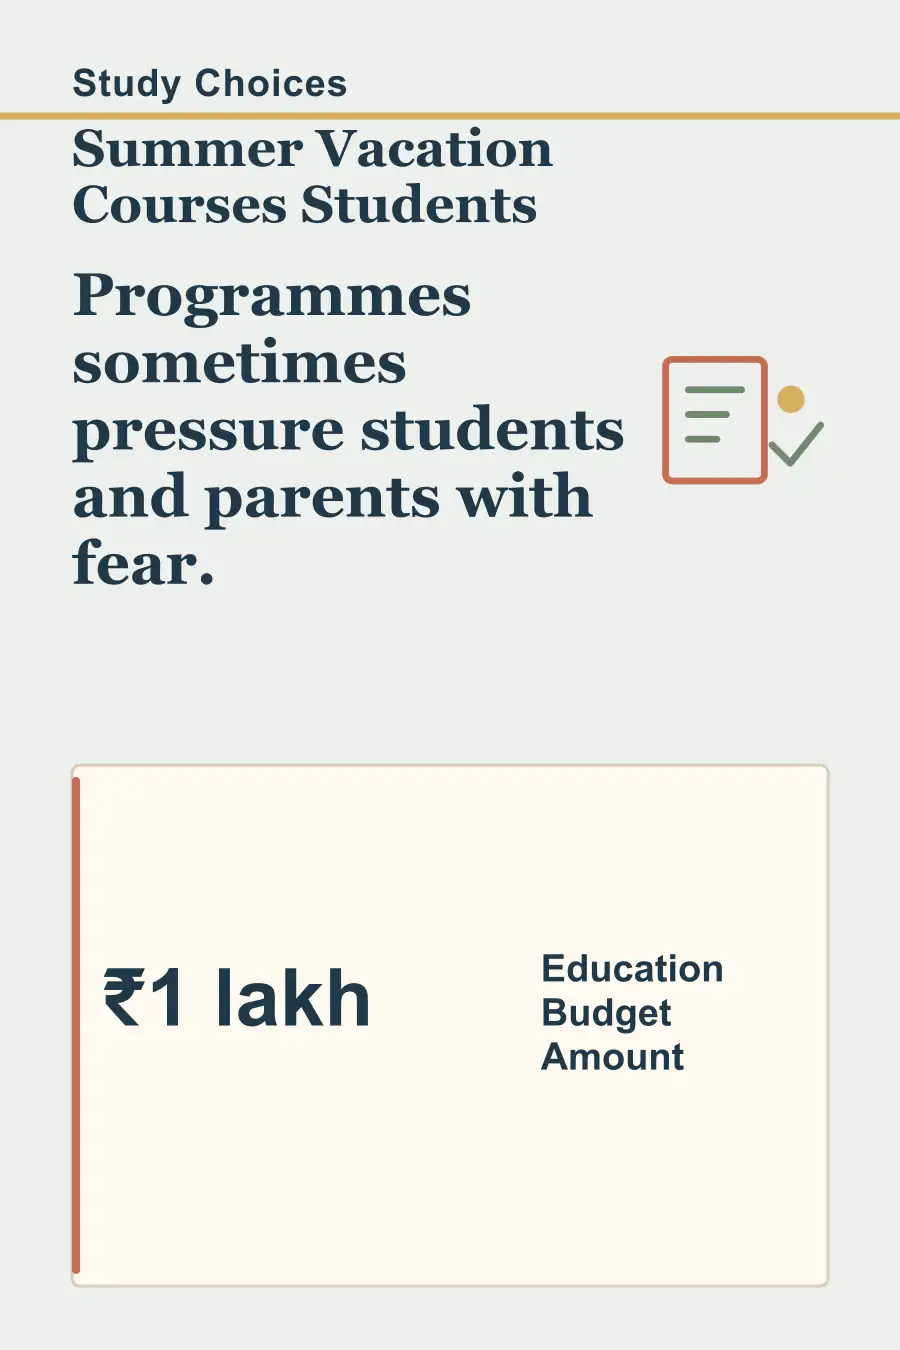 Study Choices
Summer Vacation
Courses Students
Programmes
sometimes
pressure students
and parents with
fear.
₹1 lakh
Education
Budget
Amount